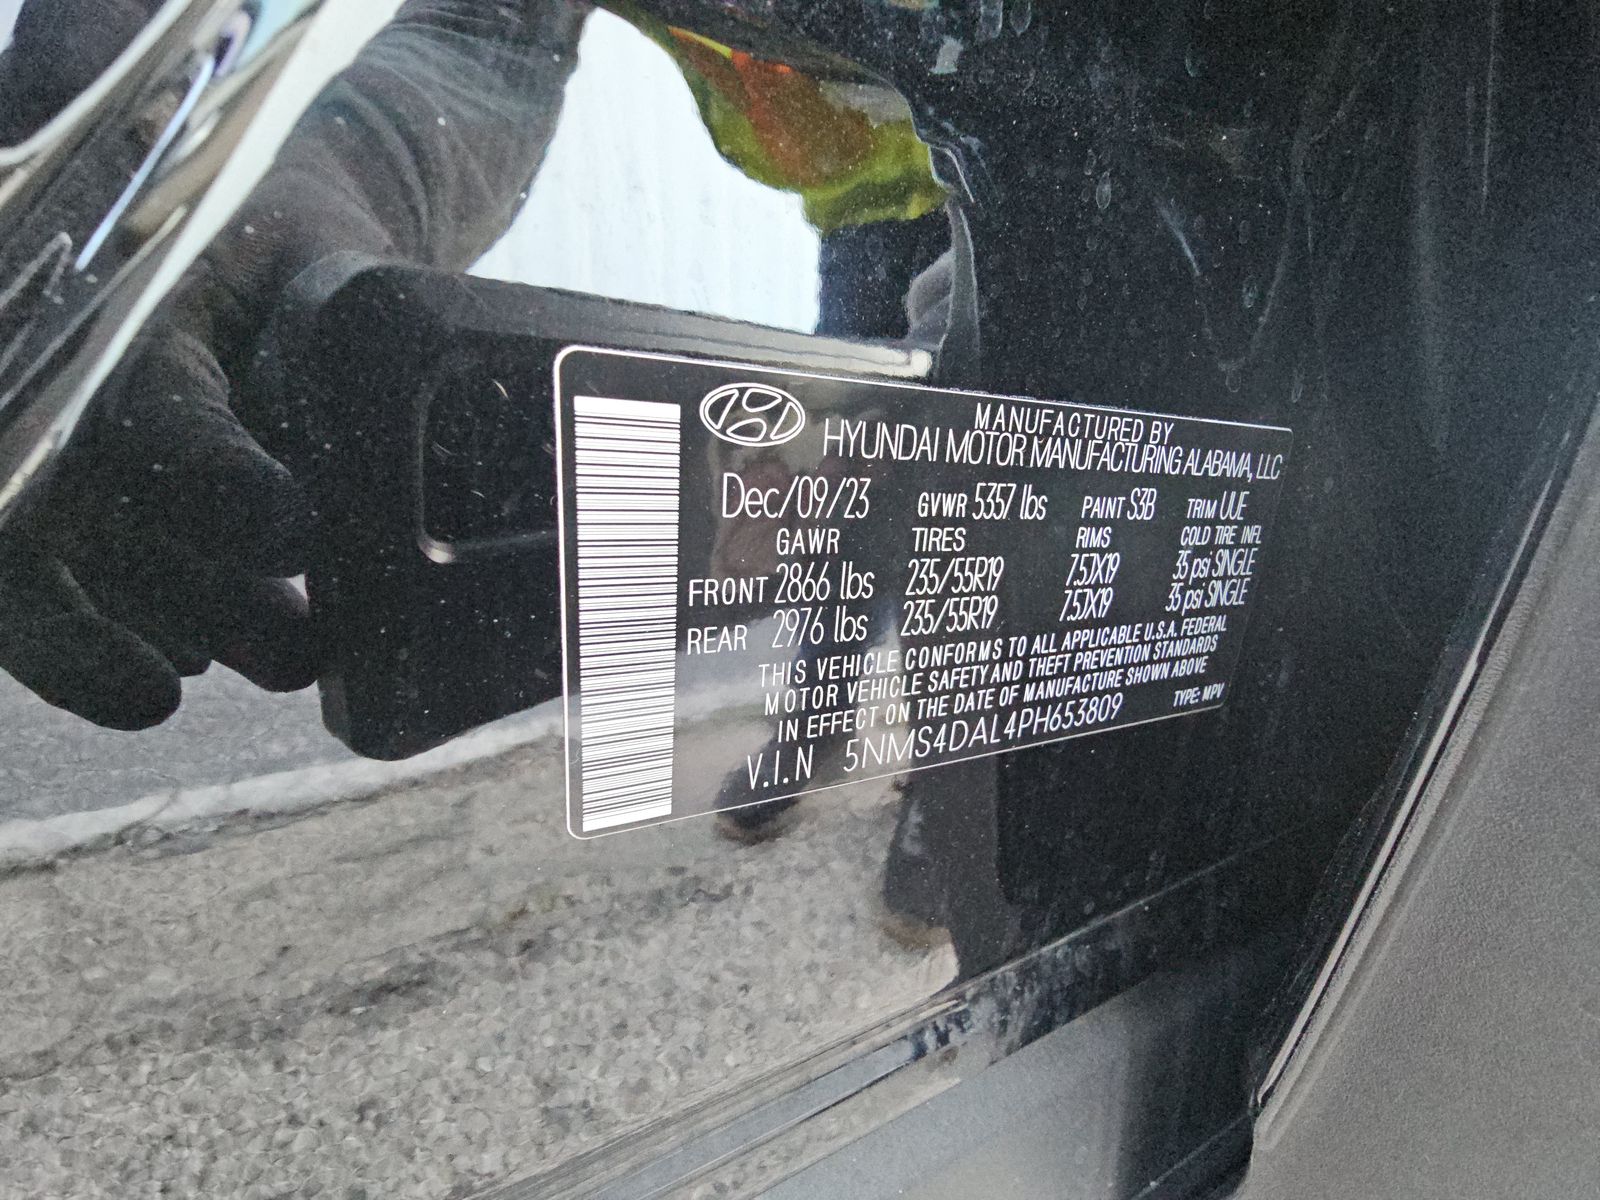 MANUFACTURED BY
HYUNDAI MOTOR MANUFACTURING ALABAMA, LLC
Dec/09/23 GVWR 5357 lbs PAINT S3B TRIM UUE
GAWR TIRES RIMS COLD TIRE INFL
FRONT 2866 lbs 235/55R19 7.5JX19 35 psi SINGLE
REAR 2976 lbs 235/55R19 7.5JX19 35 psi SINGLE
THIS VEHICLE CONFORMS TO ALL APPLICABLE U.S.A. FEDERAL
MOTOR VEHICLE SAFETY AND THEFT PREVENTION STANDARDS
IN EFFECT ON THE DATE OF MANUFACTURE SHOWN ABOVE
V.I.N 5NMS4DAL4PH653809 TYPE: MPV